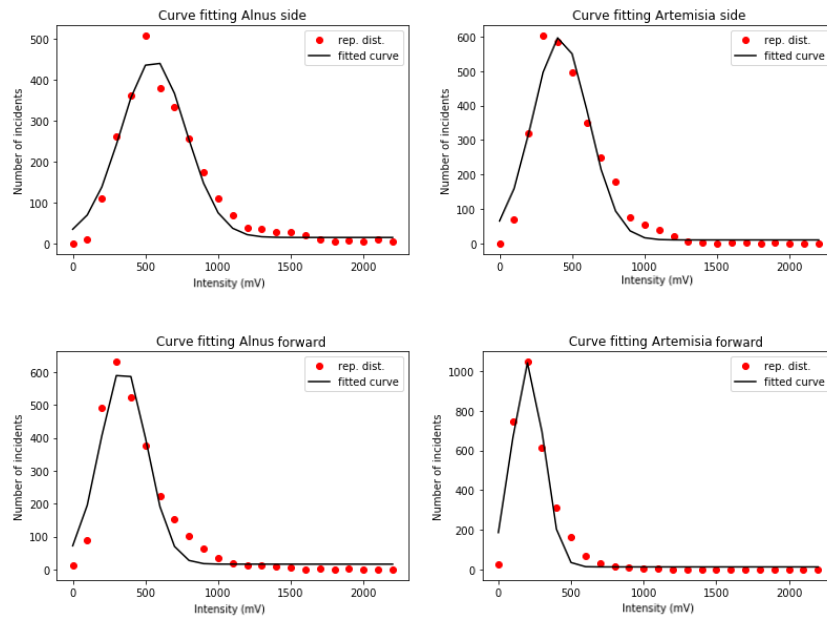 Curve fitting Alnus side
500
400
300
200
100
0
Number of incidents
rep. dist.
fitted curve
0 500 1000 1500 2000
Intensity (mV)
Curve fitting Artemisia side
600
500
400
300
200
100
0
Number of incidents
rep. dist.
fitted curve
0 500 1000 1500 2000
Intensity (mV)
Curve fitting Alnus forward
600
500
400
300
200
100
0
Number of incidents
rep. dist.
fitted curve
0 500 1000 1500 2000
Intensity (mV)
Curve fitting Artemisia forward
1000
800
600
400
200
0
Number of incidents
rep. dist.
fitted curve
0 500 1000 1500 2000
Intensity (mV)